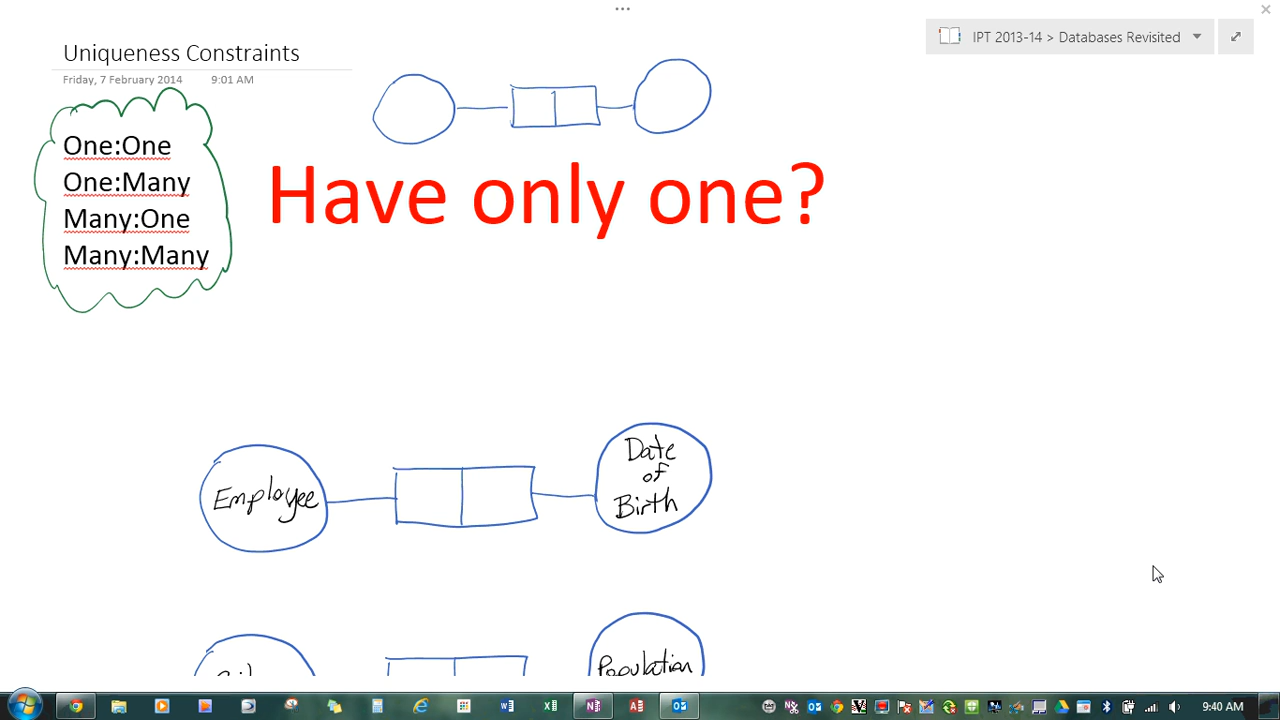 IPT 2013-14 > Databases Revisited
Uniqueness Constraints
Friday, 7 February 2014 9:01 AM
One:One
One:Many
Many:One
Many:Many
Have only one?
Employee
Date
of
Birth
Population
9:40 AM